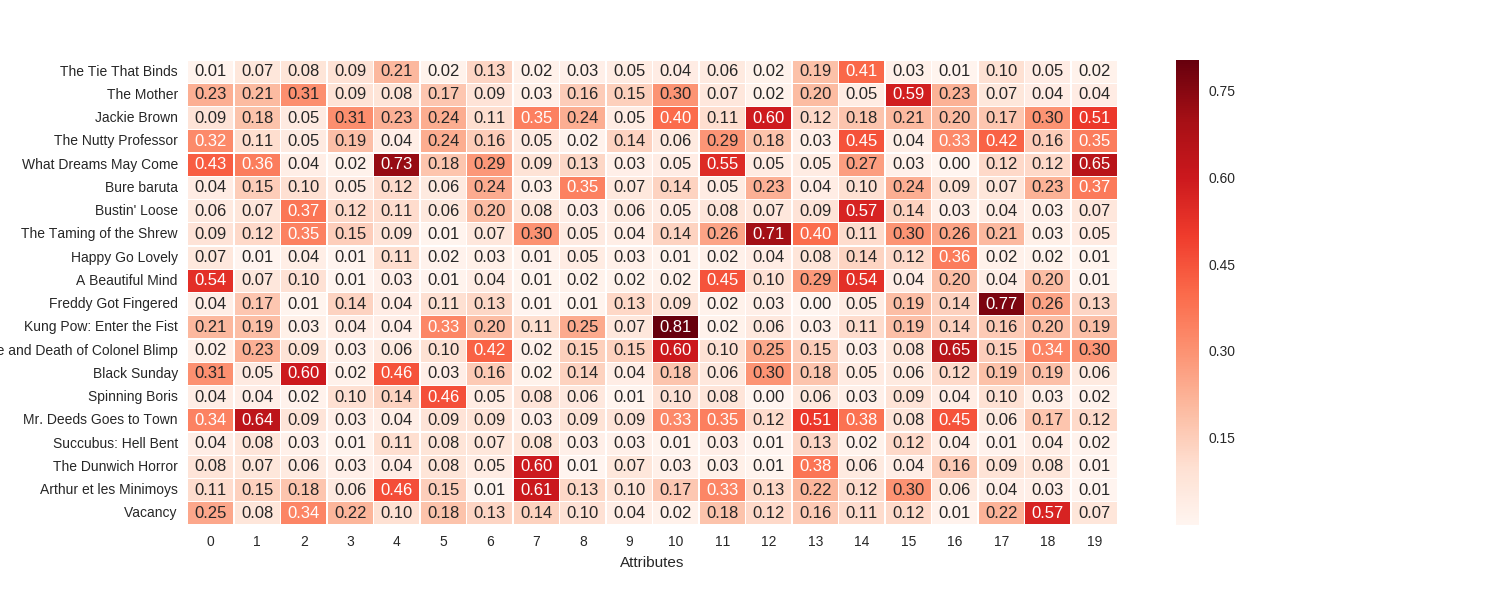 The Tie That Binds 0.01 0.07 0.08 0.09 0.21 0.02 0.13 0.02 0.03 0.05 0.04 0.06 0.02 0.19 0.41 0.03 0.01 0.10 0.05 0.02
The Mother 0.23 0.21 0.31 0.09 0.08 0.17 0.09 0.03 0.16 0.15 0.30 0.07 0.02 0.20 0.05 0.59 0.23 0.07 0.04 0.04
0.75
Jackie Brown 0.09 0.18 0.05 0.31 0.23 0.24 0.11 0.35 0.24 0.05 0.40 0.11 0.60 0.12 0.18 0.21 0.20 0.17 0.30 0.51
The Nutty Professor 0.32 0.11 0.05 0.19 0.04 0.24 0.16 0.05 0.02 0.14 0.06 0.29 0.18 0.03 0.45 0.04 0.33 0.42 0.16 0.35
What Dreams May Come 0.43 0.36 0.04 0.02 0.73 0.18 0.29 0.09 0.13 0.03 0.05 0.55 0.05 0.05 0.27 0.03 0.00 0.12 0.12 0.65
0.60
Bure baruta 0.04 0.15 0.10 0.05 0.12 0.06 0.24 0.03 0.35 0.07 0.14 0.05 0.23 0.04 0.10 0.24 0.09 0.07 0.23 0.37
Bustin' Loose 0.06 0.07 0.37 0.12 0.11 0.06 0.20 0.08 0.03 0.06 0.05 0.08 0.07 0.09 0.57 0.14 0.03 0.04 0.03 0.07
The Taming of the Shrew 0.09 0.12 0.35 0.15 0.09 0.01 0.07 0.30 0.05 0.04 0.14 0.26 0.71 0.40 0.11 0.30 0.26 0.21 0.03 0.05
Happy Go Lovely 0.07 0.01 0.04 0.01 0.11 0.02 0.03 0.01 0.05 0.03 0.01 0.02 0.04 0.08 0.14 0.12 0.36 0.02 0.02 0.01
0.45
A Beautiful Mind 0.54 0.07 0.10 0.01 0.03 0.01 0.04 0.01 0.02 0.02 0.02 0.45 0.10 0.29 0.54 0.04 0.20 0.04 0.20 0.01
Freddy Got Fingered 0.04 0.17 0.01 0.14 0.04 0.11 0.13 0.01 0.01 0.13 0.09 0.02 0.03 0.00 0.05 0.19 0.14 0.77 0.26 0.13
Kung Pow: Enter the Fist 0.21 0.19 0.03 0.04 0.04 0.33 0.20 0.11 0.25 0.07 0.81 0.02 0.06 0.03 0.11 0.19 0.14 0.16 0.20 0.19
e and Death of Colonel Blimp 0.02 0.23 0.09 0.03 0.06 0.10 0.42 0.02 0.15 0.15 0.60 0.10 0.25 0.15 0.03 0.08 0.65 0.15 0.34 0.30
0.30
Black Sunday 0.31 0.05 0.60 0.02 0.46 0.03 0.16 0.02 0.14 0.04 0.18 0.06 0.30 0.18 0.05 0.06 0.12 0.19 0.19 0.06
Spinning Boris 0.04 0.04 0.02 0.10 0.14 0.46 0.05 0.08 0.06 0.01 0.10 0.08 0.00 0.06 0.03 0.09 0.04 0.10 0.03 0.02
Mr. Deeds Goes to Town 0.34 0.64 0.09 0.03 0.04 0.09 0.09 0.03 0.09 0.09 0.33 0.35 0.12 0.51 0.38 0.08 0.45 0.06 0.17 0.12
0.15
Succubus: Hell Bent 0.04 0.08 0.03 0.01 0.11 0.08 0.07 0.08 0.03 0.03 0.01 0.03 0.01 0.13 0.02 0.12 0.04 0.01 0.04 0.02
The Dunwich Horror 0.08 0.07 0.06 0.03 0.04 0.08 0.05 0.60 0.01 0.07 0.03 0.03 0.01 0.38 0.06 0.04 0.16 0.09 0.08 0.01
Arthur et les Minimoys 0.11 0.15 0.18 0.06 0.46 0.15 0.01 0.61 0.13 0.10 0.17 0.33 0.13 0.22 0.12 0.30 0.06 0.04 0.03 0.01
Vacancy 0.25 0.08 0.34 0.22 0.10 0.18 0.13 0.14 0.10 0.04 0.02 0.18 0.12 0.16 0.11 0.12 0.01 0.22 0.57 0.07
0 1 2 3 4 5 6 7 8 9 10 11 12 13 14 15 16 17 18 19
Attributes